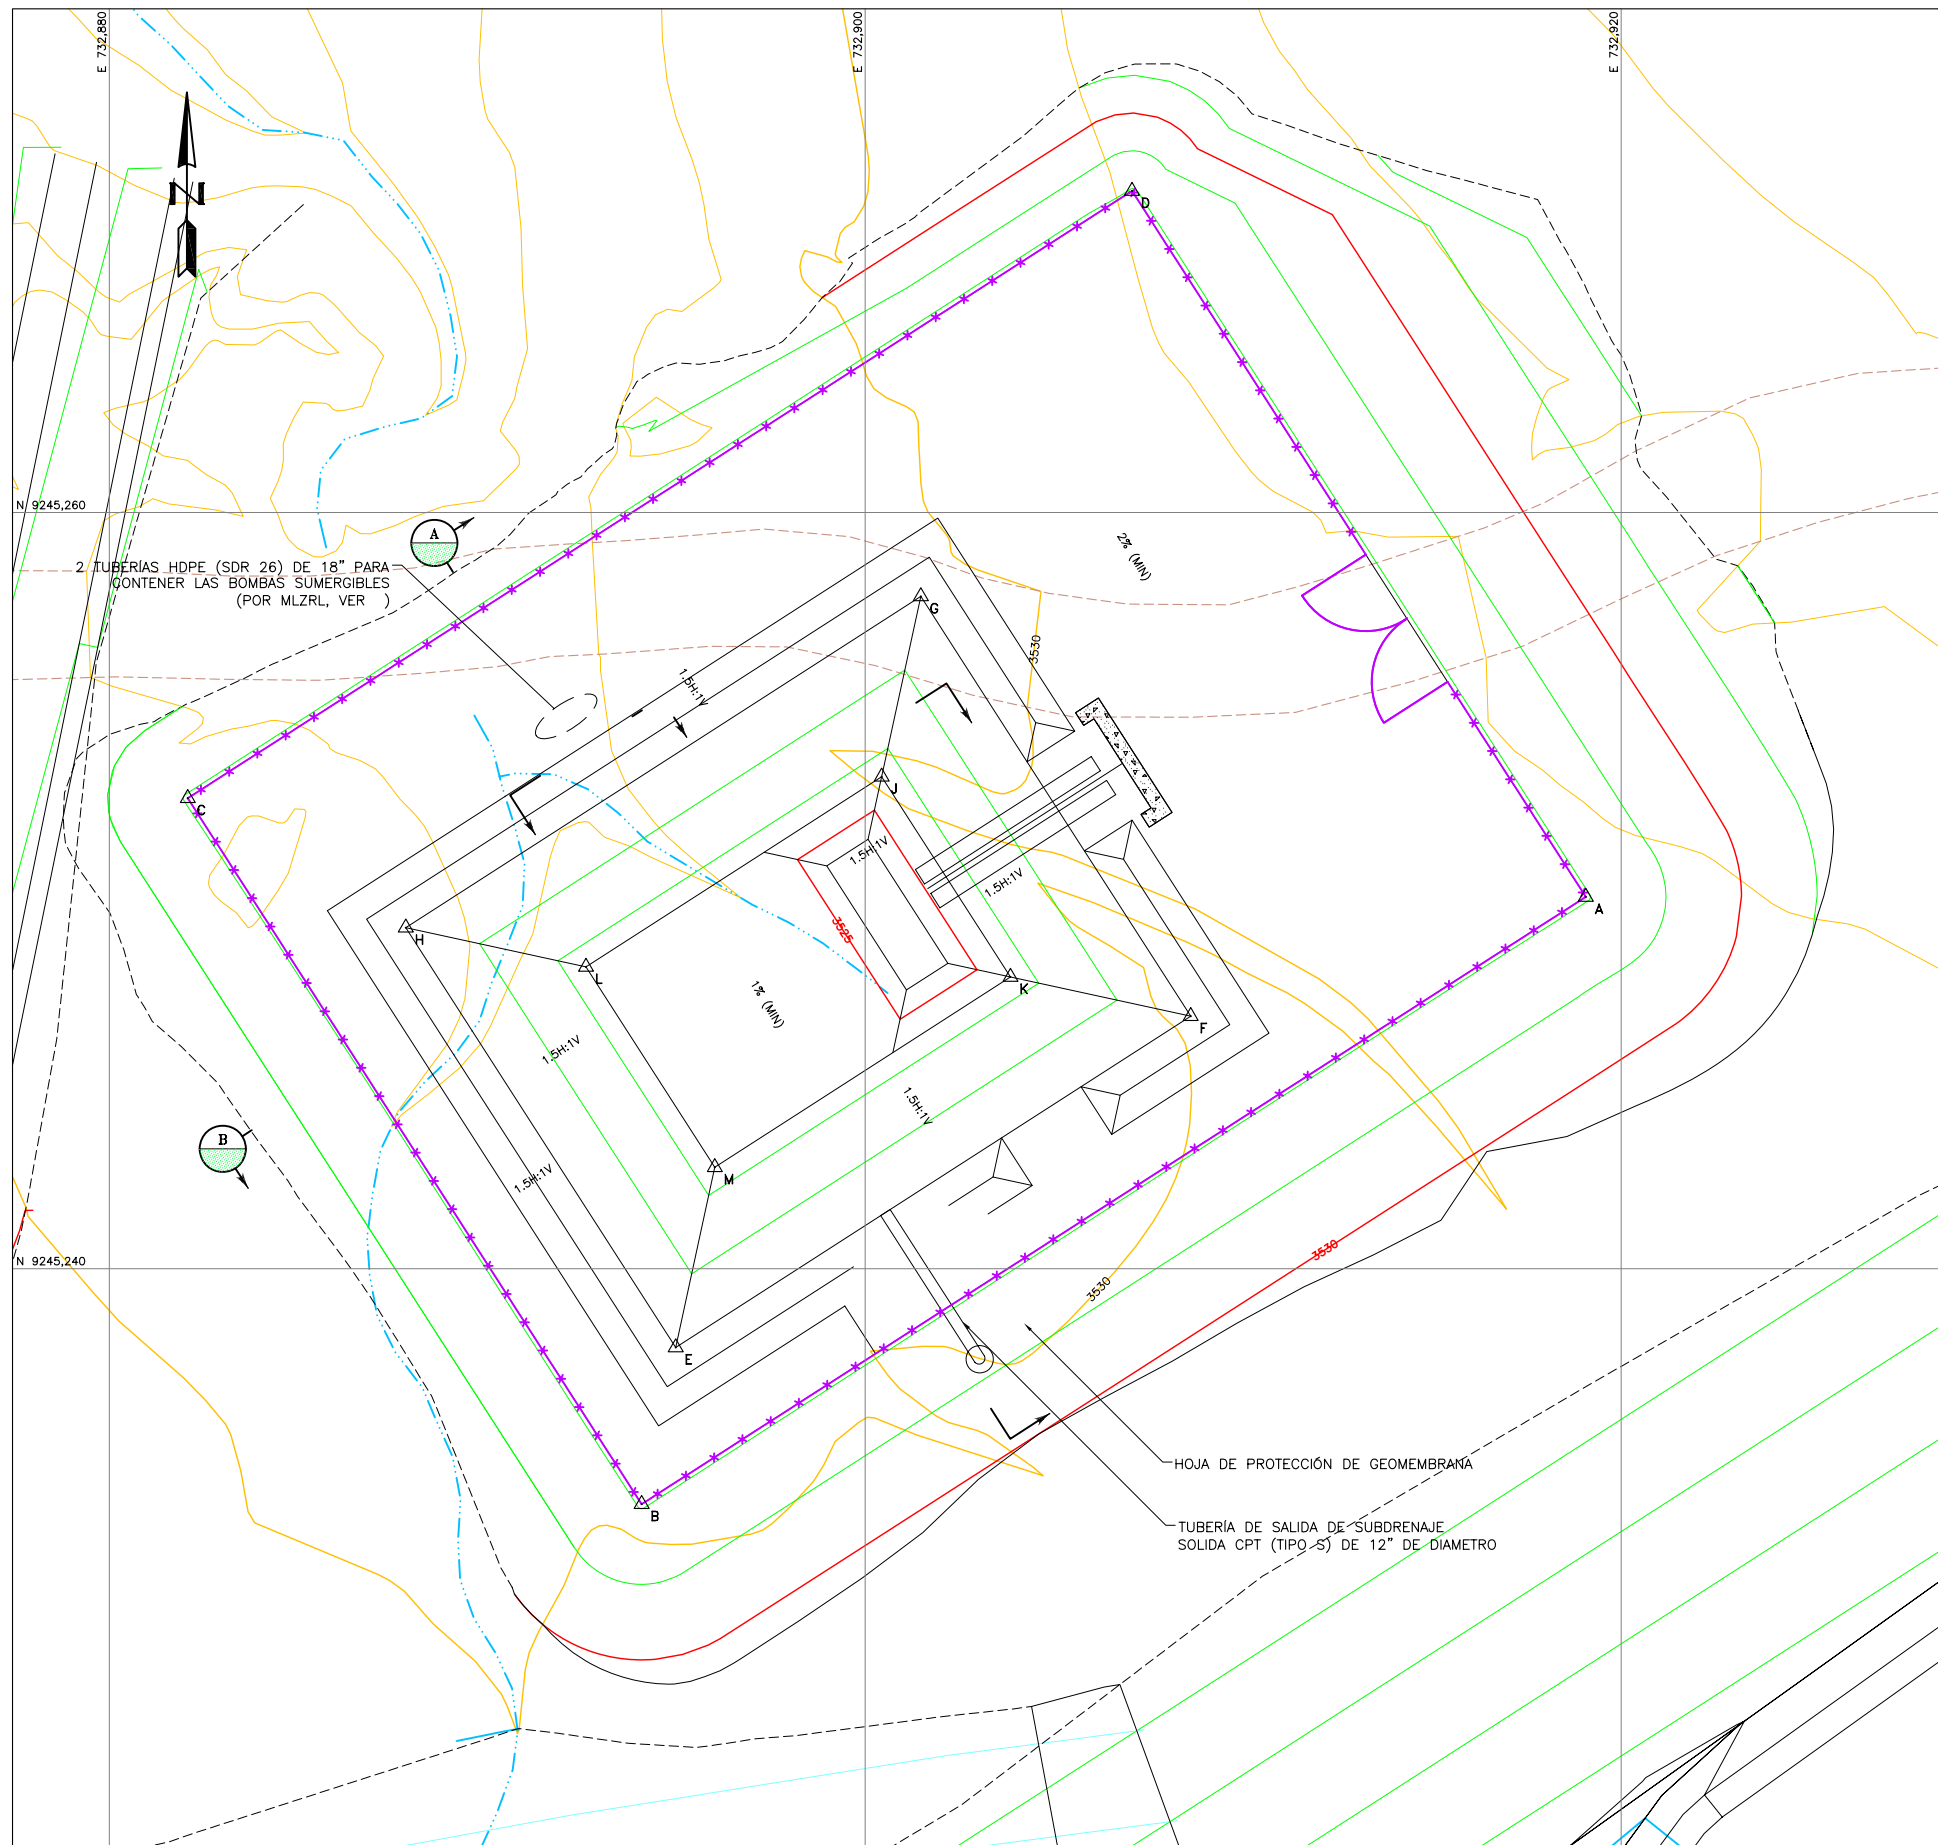 E 732,880
E 732,900
E 732,920
N
D
N 9245,260
A
2% (MIN)
2 TUBERÍAS HDPE (SDR 26) DE 18" PARA
CONTENER LAS BOMBAS SUMERGIBLES
(POR MLZRL, VER )
G
3530
1.5H:1V
C
J
1.5H:1V
1.5H:1V
A
3525
H
L
K
1% (MIN)
F
1.5H:1V
1.5H:1V
B
1.5H:1V
M
N 9245,240
3530
3530
E
HOJA DE PROTECCIÓN DE GEOMEMBRANA
B
TUBERÍA DE SALIDA DE SUBDRENAJE
SOLIDA CPT (TIPO S) DE 12" DE DIAMETRO